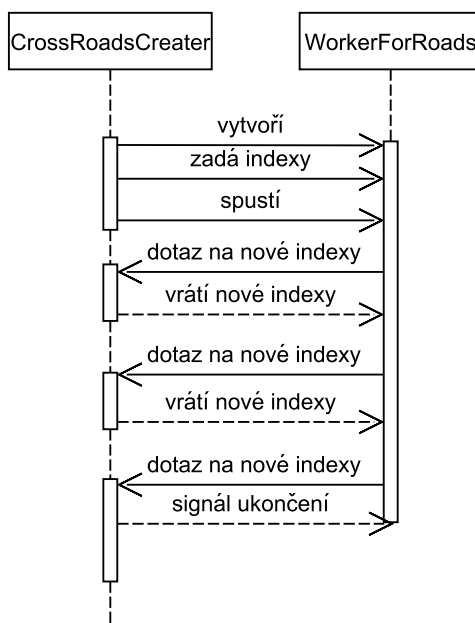 CrossRoadsCreater
WorkerForRoads
vytvoří
zadá indexy
spustí
dotaz na nové indexy
vrátí nové indexy
dotaz na nové indexy
vrátí nové indexy
dotaz na nové indexy
signál ukončení